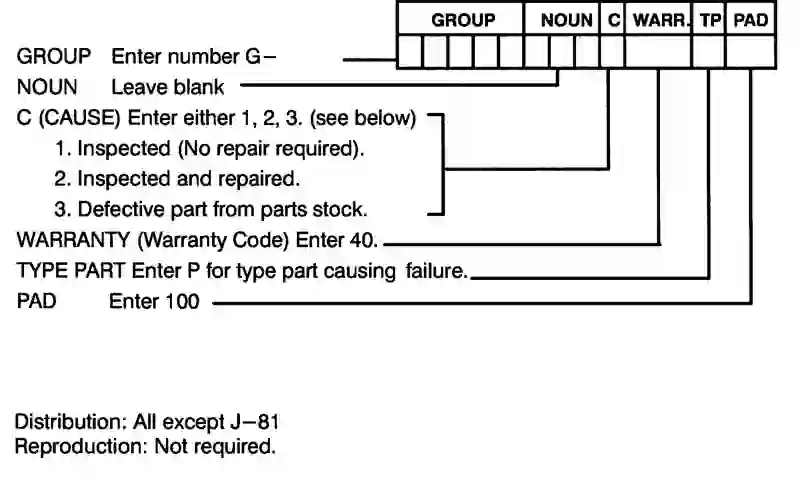 GROUP NOUN C WARR. TP PAD
GROUP Enter number G–
NOUN Leave blank
C (CAUSE) Enter either 1, 2, 3. (see below)
1. Inspected (No repair required).
2. Inspected and repaired.
3. Defective part from parts stock.
WARRANTY (Warranty Code) Enter 40.
TYPE PART Enter P for type part causing failure.
PAD Enter 100
Distribution: All except J–81
Reproduction: Not required.